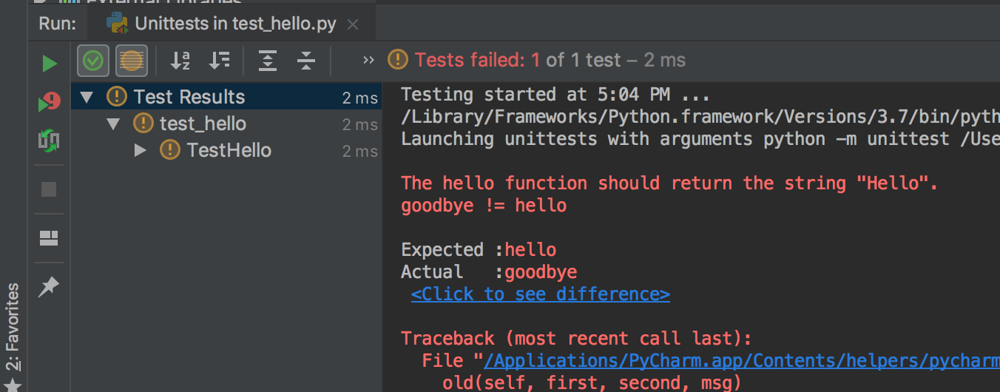 External Libraries
Run: Unittests in test_hello.py
Tests failed: 1 of 1 test – 2 ms
Test Results 2 ms
test_hello 2 ms
TestHello 2 ms
Testing started at 5:04 PM ...
/Library/Frameworks/Python.framework/Versions/3.7/bin/pyth
Launching unittests with arguments python -m unittest /Use
The hello function should return the string "Hello".
goodbye != hello
Expected :hello
Actual :goodbye
<Click to see difference>
Traceback (most recent call last):
File "/Applications/PyCharm.app/Contents/helpers/pycharm
old(self, first, second, msg)
2: Favorites